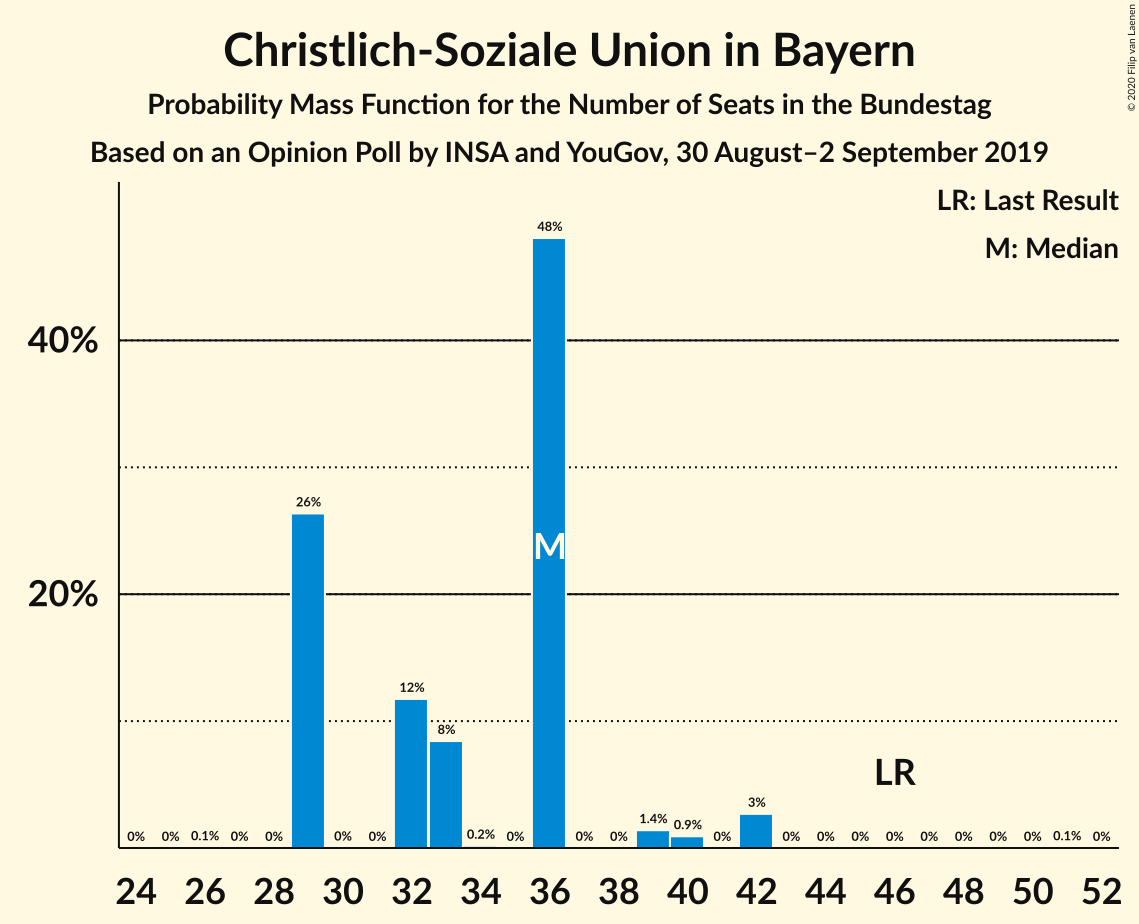 Christlich-Soziale Union in Bayern
Probability Mass Function for the Number of Seats in the Bundestag
Based on an Opinion Poll by INSA and YouGov, 30 August–2 September 2019
© 2020 Filip van Laenen
LR: Last Result
M: Median
48%
40%
26%
M
20%
12%
8%
LR
0% 0% 0.1% 0% 0% 0% 0% 0.2% 0% 0% 0% 1.4% 0.9% 0% 3% 0% 0% 0% 0% 0% 0% 0% 0% 0.1% 0%
24 26 28 30 32 34 36 38 40 42 44 46 48 50 52